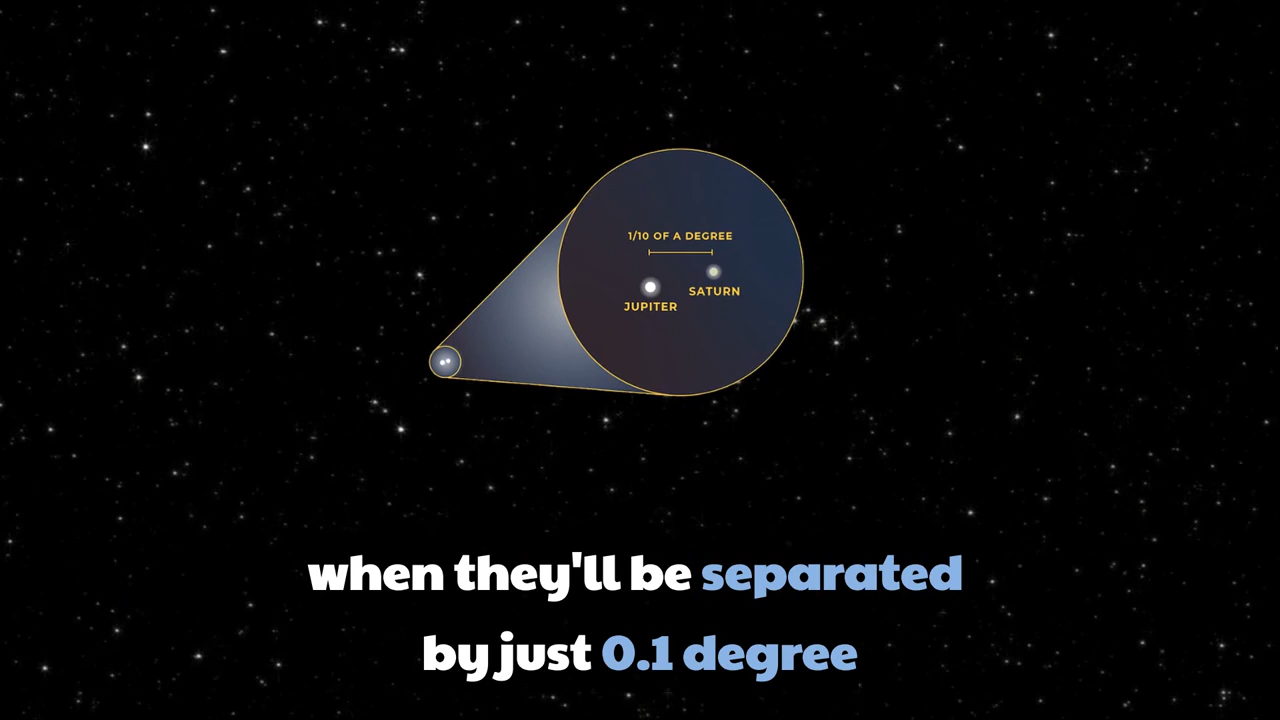 1/10 OF A DEGREE
SATURN
JUPITER
when they'll be separated
by just 0.1 degree